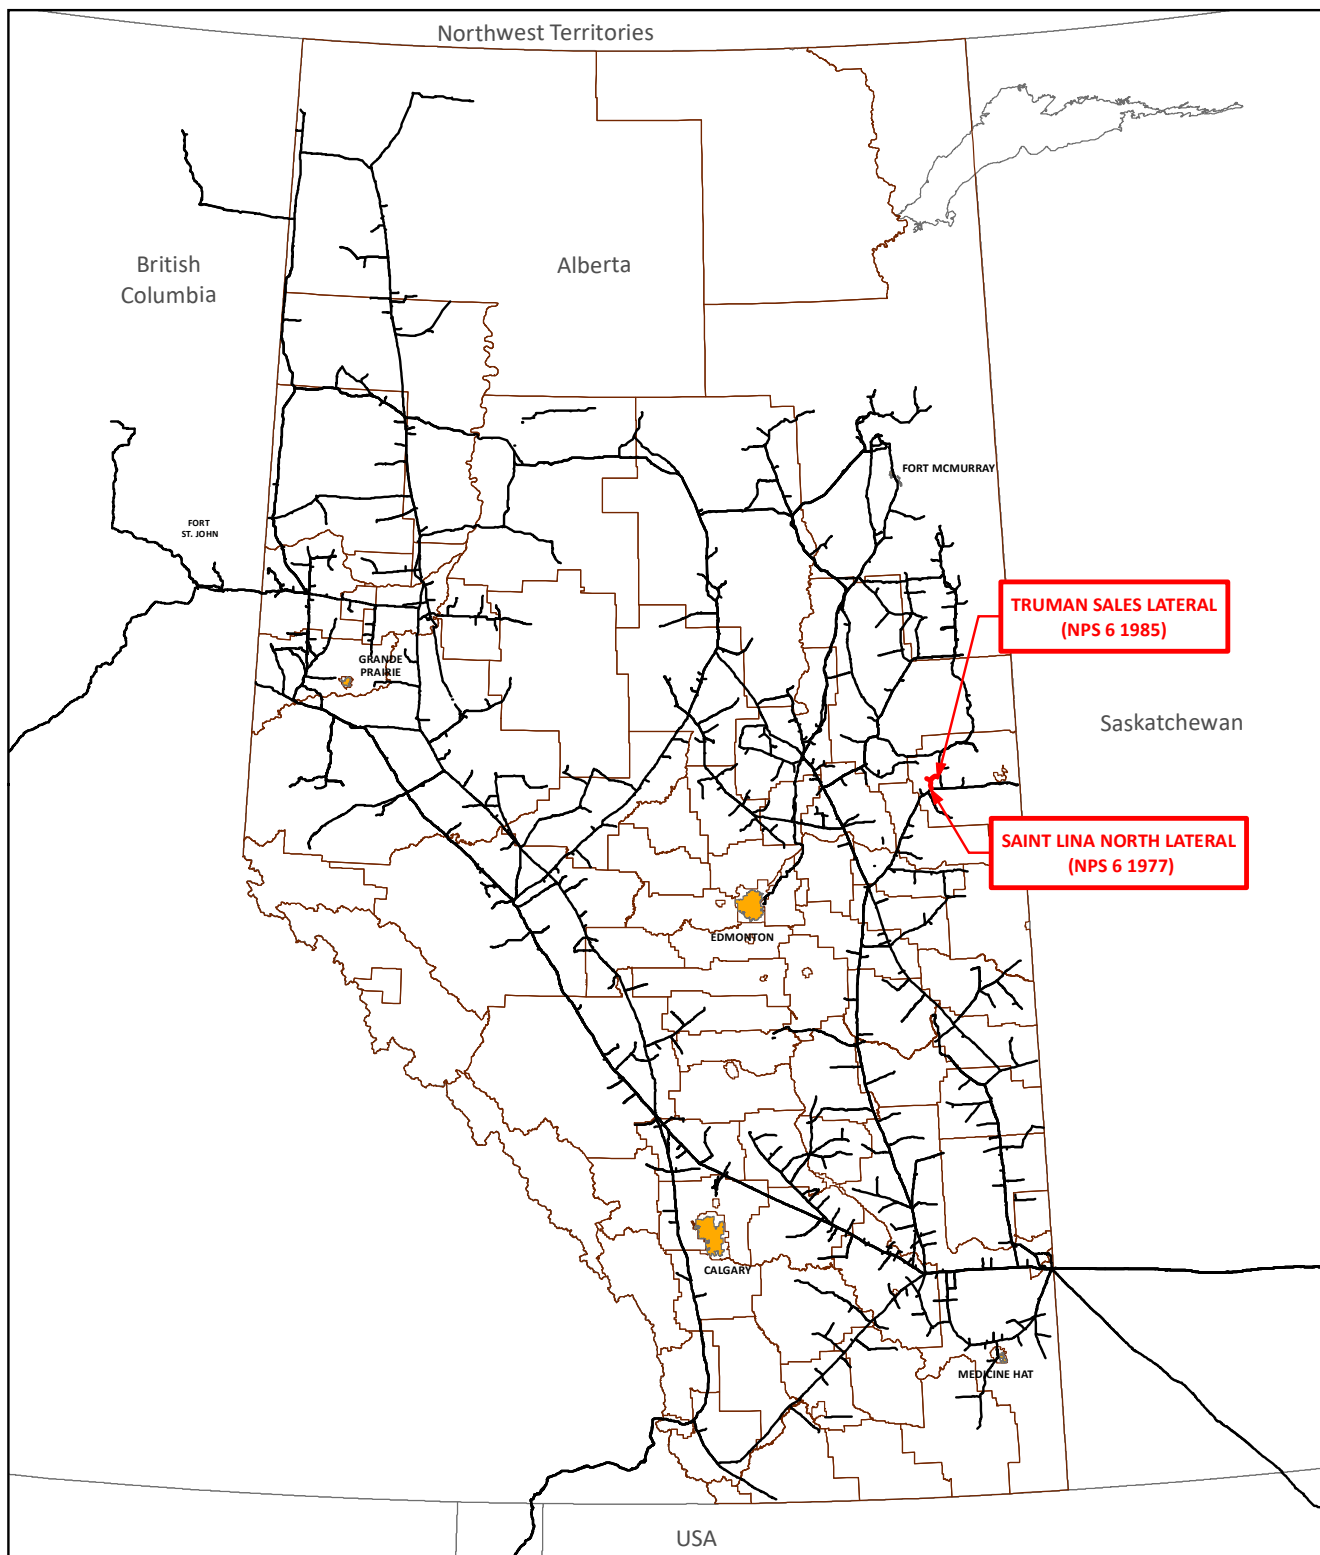 Northwest Territories
British
Columbia
Alberta
FORT MCMURRAY
FORT
ST. JOHN
TRUMAN SALES LATERAL
(NPS 6 1985)
GRANDE
PRAIRIE
Saskatchewan
SAINT LINA NORTH LATERAL
(NPS 6 1977)
EDMONTON
CALGARY
MEDICINE HAT
USA